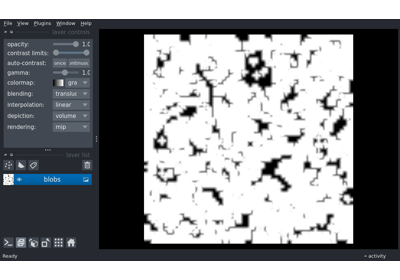 File View Plugins Window Help
layer controls
opacity: 1.0
contrast limits:
auto-contrast: once
gamma: 1.0
colormap: gra
blending: transluc
interpolation: linear
depiction: volume
rendering: mip
layer list
blobs
Ready
activity